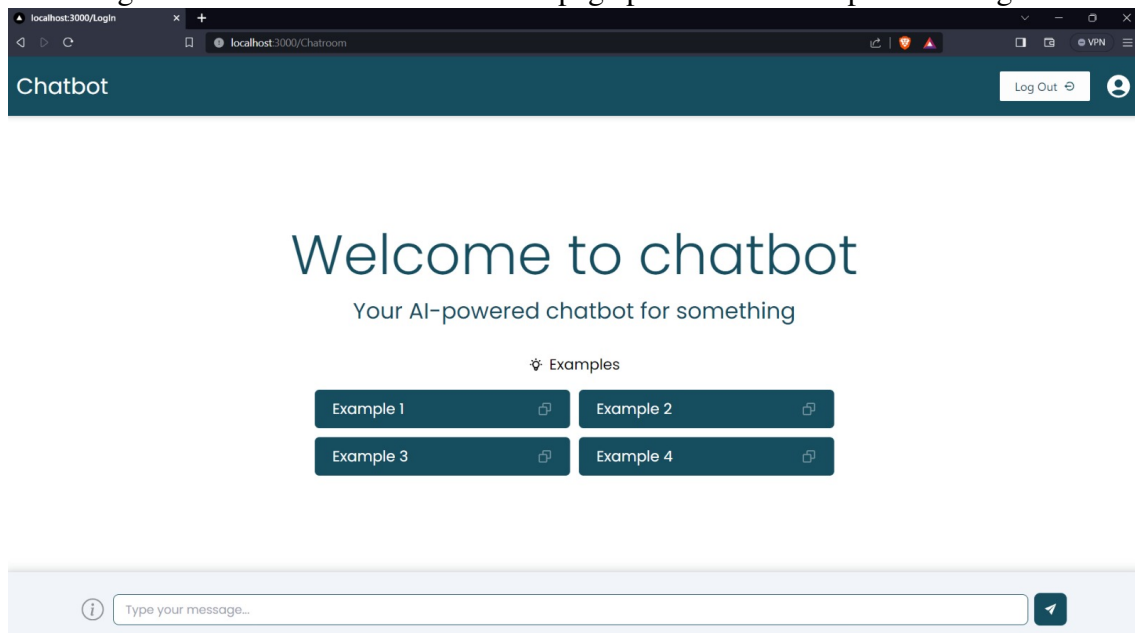 localhost:3000/LogIn
localhost:3000/Chatroom
VPN
Chatbot
Log Out
Welcome to chatbot
Your AI-powered chatbot for something
Examples
Example 1
Example 2
Example 3
Example 4
i
Type your message...